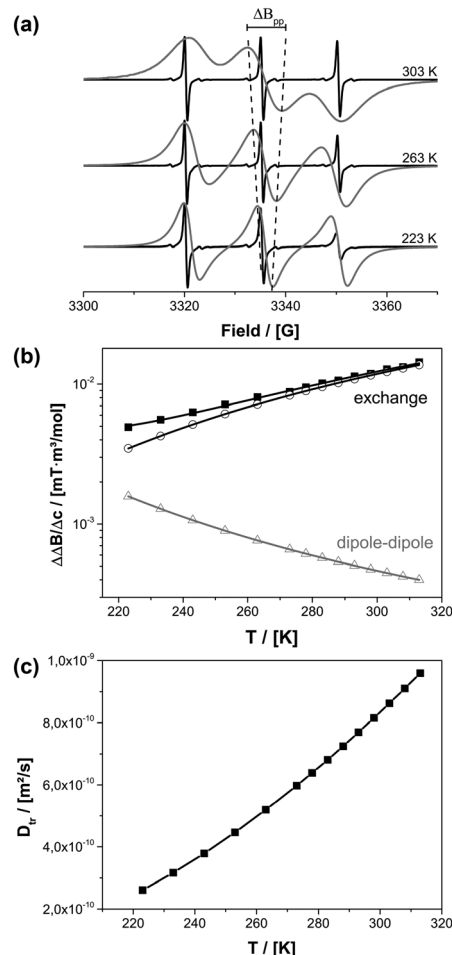 (a)
ΔBpp
303 K
263 K
223 K
3300 3320 3340 3360
Field / [G]
(b)
ΔΔB/Δc / [mT·m³/mol]
10⁻²
10⁻³
exchange
dipole-dipole
220 240 260 280 300 320
T / [K]
(c)
Dtr / [m²/s]
1,0x10⁻⁹
8,0x10⁻¹⁰
6,0x10⁻¹⁰
4,0x10⁻¹⁰
2,0x10⁻¹⁰
220 240 260 280 300 320
T / [K]